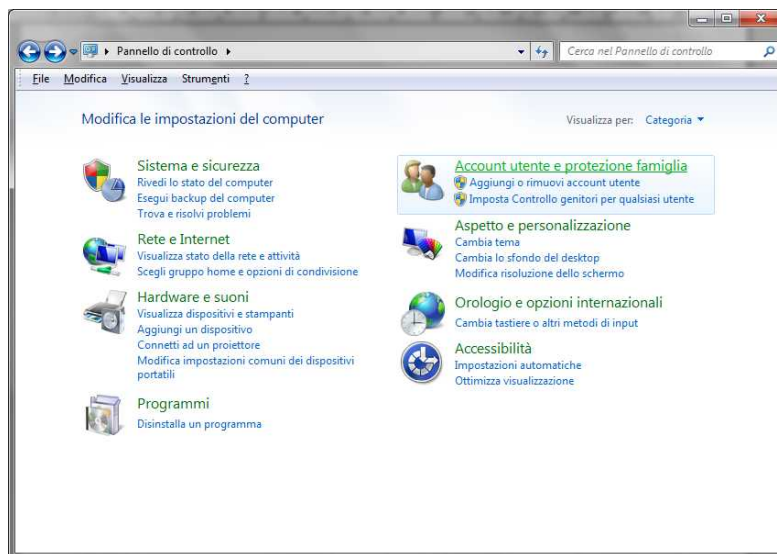 Pannello di controllo
Cerca nel Pannello di controllo
File Modifica Visualizza Strumenti ?
Modifica le impostazioni del computer
Visualizza per: Categoria
Sistema e sicurezza
Rivedi lo stato del computer
Esegui backup del computer
Trova e risolvi problemi
Rete e Internet
Visualizza stato della rete e attività
Scegli gruppo home e opzioni di condivisione
Hardware e suoni
Visualizza dispositivi e stampanti
Aggiungi un dispositivo
Connetti ad un proiettore
Modifica impostazioni comuni dei dispositivi
portatili
Programmi
Disinstalla un programma
Account utente e protezione famiglia
Aggiungi o rimuovi account utente
Imposta Controllo genitori per qualsiasi utente
Aspetto e personalizzazione
Cambia tema
Cambia lo sfondo del desktop
Modifica risoluzione dello schermo
Orologio e opzioni internazionali
Cambia tastiere o altri metodi di input
Accessibilità
Impostazioni automatiche
Ottimizza visualizzazione